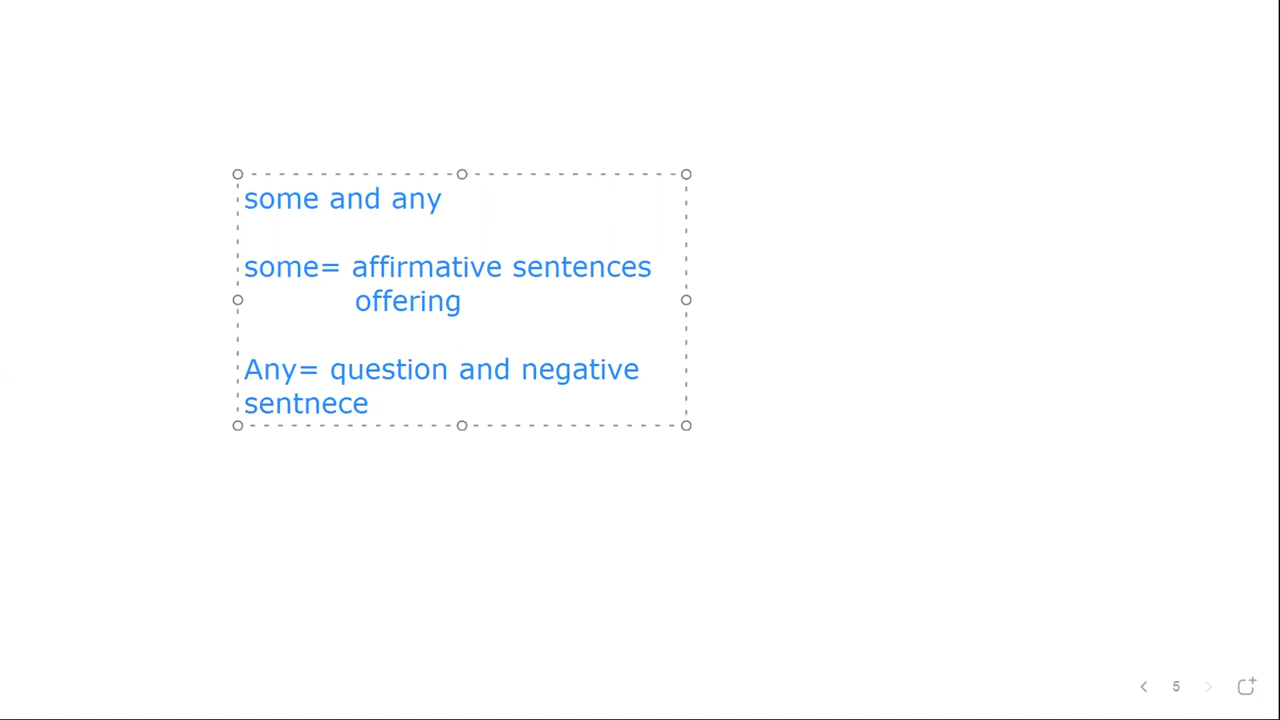 some and any
some= affirmative sentences
offering
Any= question and negative
sentnece
5